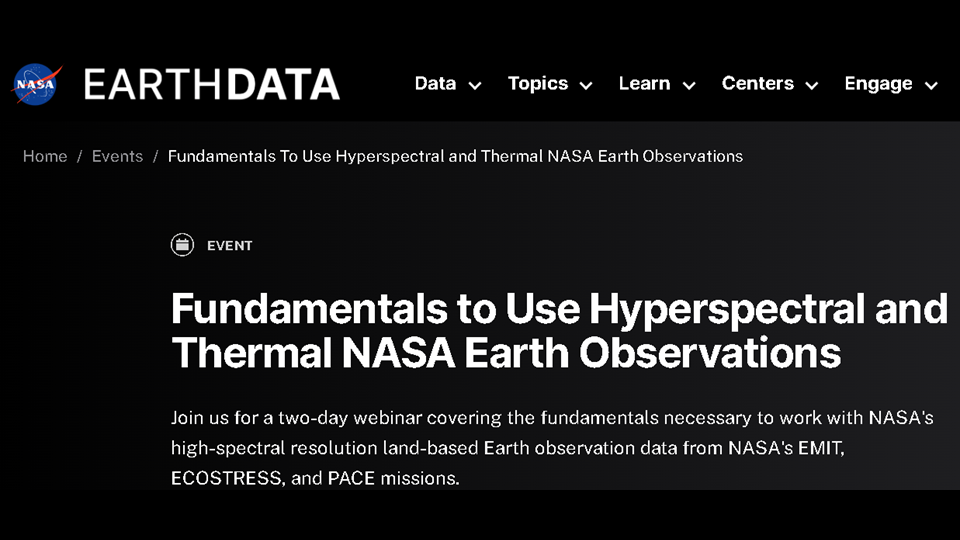 NASA EARTHDATA Data Topics Learn Centers Engage
Home / Events / Fundamentals To Use Hyperspectral and Thermal NASA Earth Observations
EVENT
Fundamentals to Use Hyperspectral and
Thermal NASA Earth Observations
Join us for a two-day webinar covering the fundamentals necessary to work with NASA's
high-spectral resolution land-based Earth observation data from NASA's EMIT,
ECOSTRESS, and PACE missions.